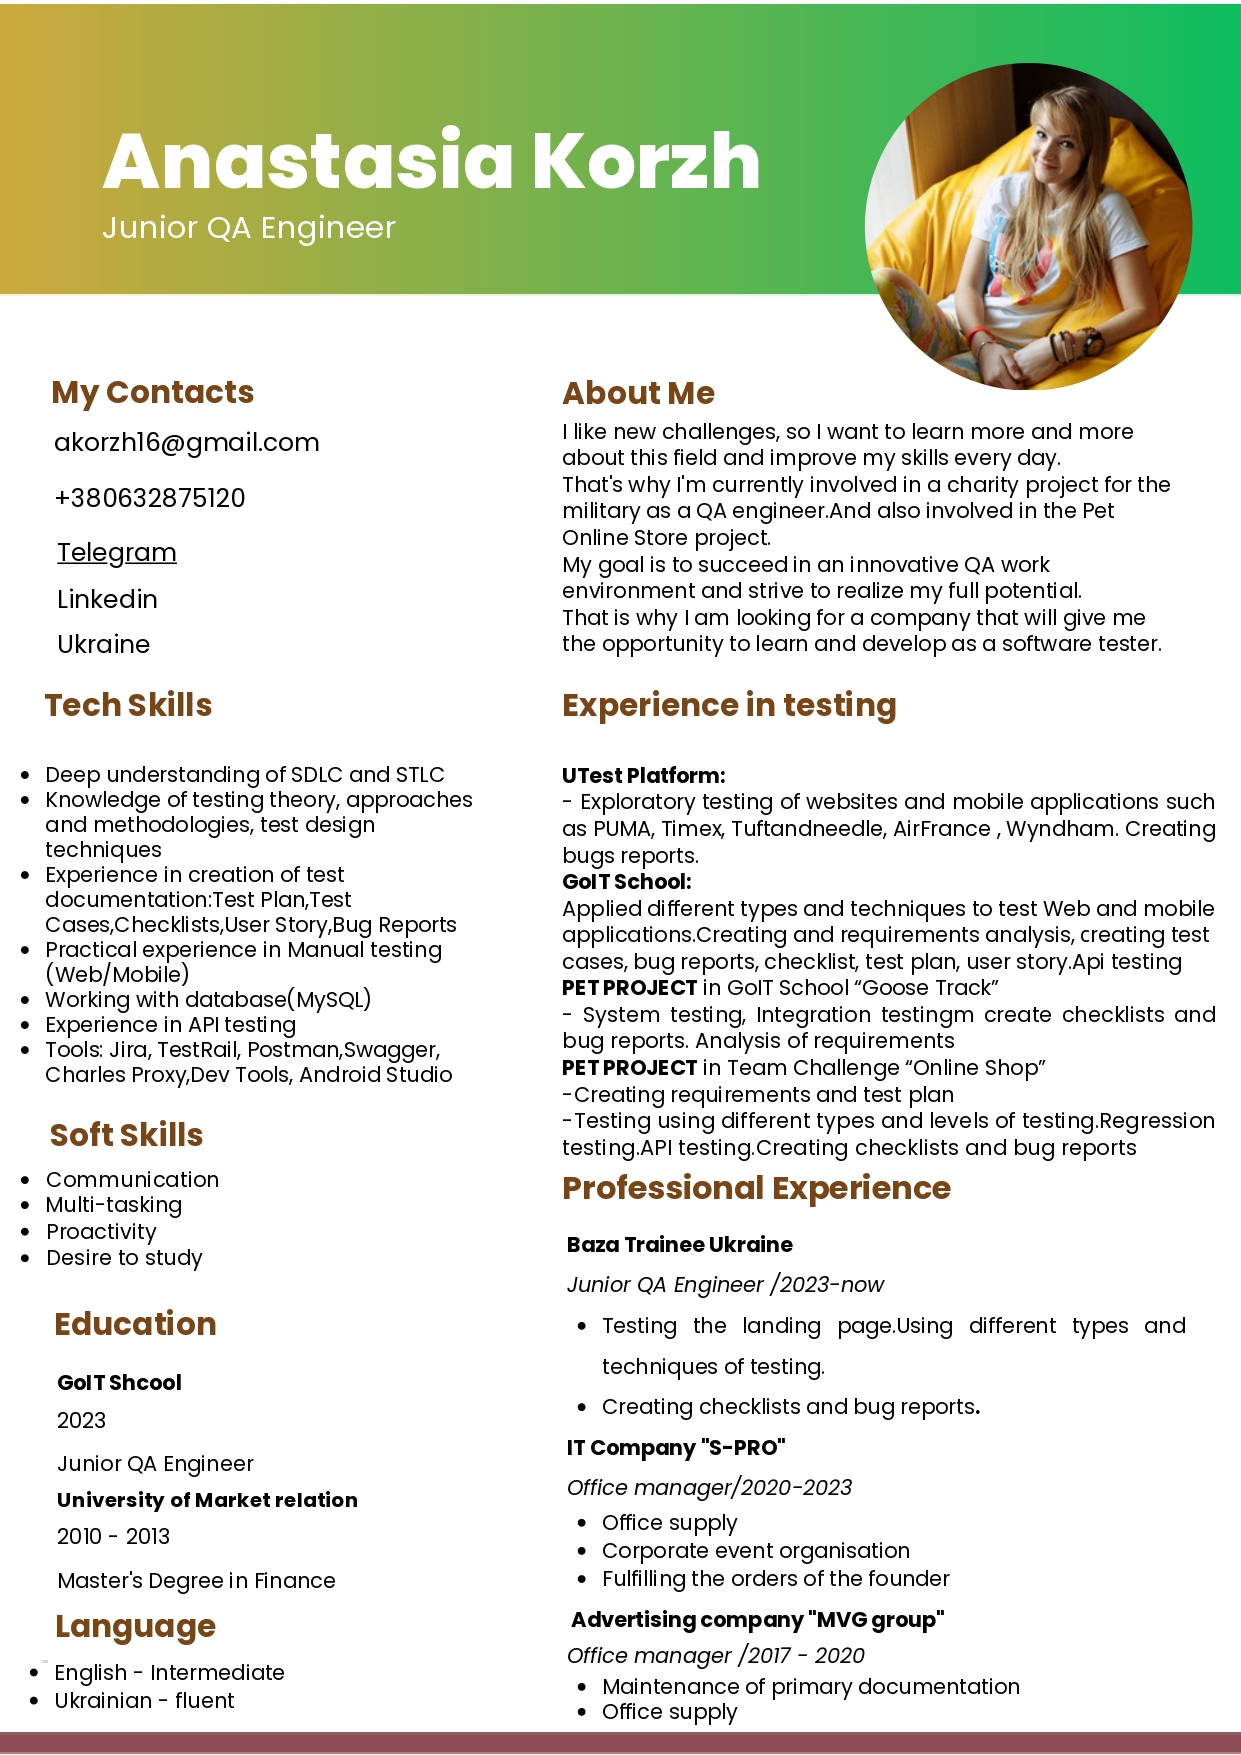 Anastasia Korzh
Junior QA Engineer
My Contacts
akorzh16@gmail.com
+380632875120
Telegram
Linkedin
Ukraine
Tech Skills
Deep understanding of SDLC and STLC
Knowledge of testing theory, approaches
and methodologies, test design
techniques
Experience in creation of test
documentation:Test Plan,Test
Cases,Checklists,User Story,Bug Reports
Practical experience in Manual testing
(Web/Mobile)
Working with database(MySQL)
Experience in API testing
Tools: Jira, TestRail, Postman,Swagger,
Charles Proxy,Dev Tools, Android Studio
Soft Skills
Communication
Multi-tasking
Proactivity
Desire to study
Education
GoIT Shcool
2023
Junior QA Engineer
University of Market relation
2010 - 2013
Master's Degree in Finance
Language
English - Intermediate
Ukrainian - fluent
About Me
I like new challenges, so I want to learn more and more
about this field and improve my skills every day.
That's why I'm currently involved in a charity project for the
military as a QA engineer.And also involved in the Pet
Online Store project.
My goal is to succeed in an innovative QA work
environment and strive to realize my full potential.
That is why I am looking for a company that will give me
the opportunity to learn and develop as a software tester.
Experience in testing
UTest Platform:
- Exploratory testing of websites and mobile applications such
as PUMA, Timex, Tuftandneedle, AirFrance , Wyndham. Creating
bugs reports.
GoIT School:
Applied different types and techniques to test Web and mobile
applications.Creating and requirements analysis, creating test
cases, bug reports, checklist, test plan, user story.Api testing
PET PROJECT in GoIT School “Goose Track”
- System testing, Integration testingm create checklists and
bug reports. Analysis of requirements
PET PROJECT in Team Challenge “Online Shop”
-Creating requirements and test plan
-Testing using different types and levels of testing.Regression
testing.API testing.Creating checklists and bug reports
Professional Experience
Baza Trainee Ukraine
Junior QA Engineer /2023-now
Testing the landing page.Using different types and
techniques of testing.
Creating checklists and bug reports.
IT Company "S-PRO"
Office manager/2020-2023
Office supply
Corporate event organisation
Fulfilling the orders of the founder
Advertising company "MVG group"
Office manager /2017 - 2020
Maintenance of primary documentation
Office supply